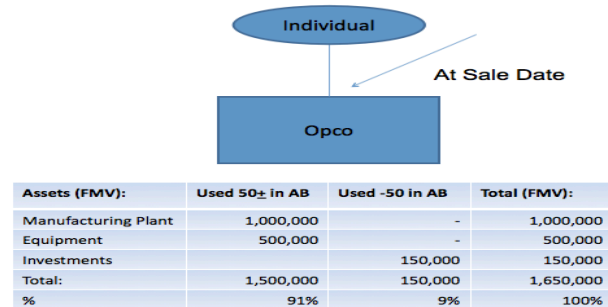 Individual
At Sale Date
Opco
Assets (FMV): Used 50± in AB Used -50 in AB Total (FMV):
Manufacturing Plant 1,000,000 - 1,000,000
Equipment 500,000 - 500,000
Investments 150,000 150,000
Total: 1,500,000 150,000 1,650,000
% 91% 9% 100%